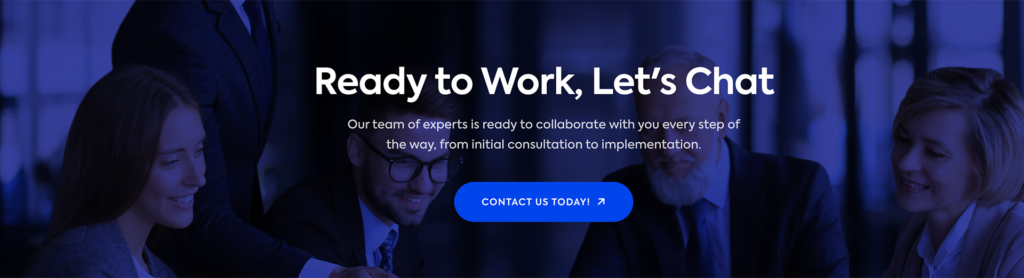 Ready to Work, Let's Chat
Our team of experts is ready to collaborate with you every step of
the way, from initial consultation to implementation.
CONTACT US TODAY!